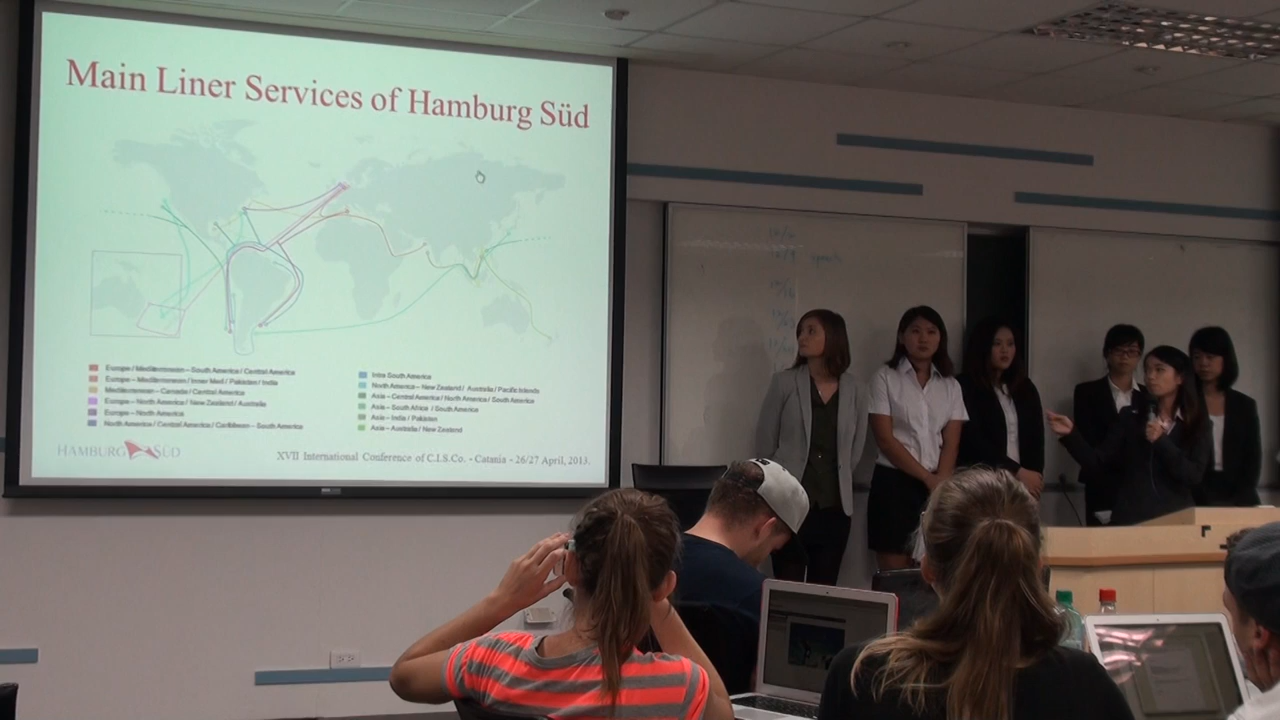 Main Liner Services of Hamburg Süd
Europe / Mediterranean – South America / Central America
Europe – Mediterranean / Inner Med / Pakistan / India
Mediterranean – Canada / Central America
Europe – North America / New Zealand / Australia
Europe – North America
North America / Central America / Caribbean – South America
Intra South America
North America – New Zealand / Australia / Pacific Islands
Asia – Central America / North America / South America
Asia – South Africa / South America
Asia – India / Pakistan
Asia – Australia / New Zealand
HAMBURG SÜD
XVII International Conference of C.I.S.Co. - Catania - 26/27 April, 2013.